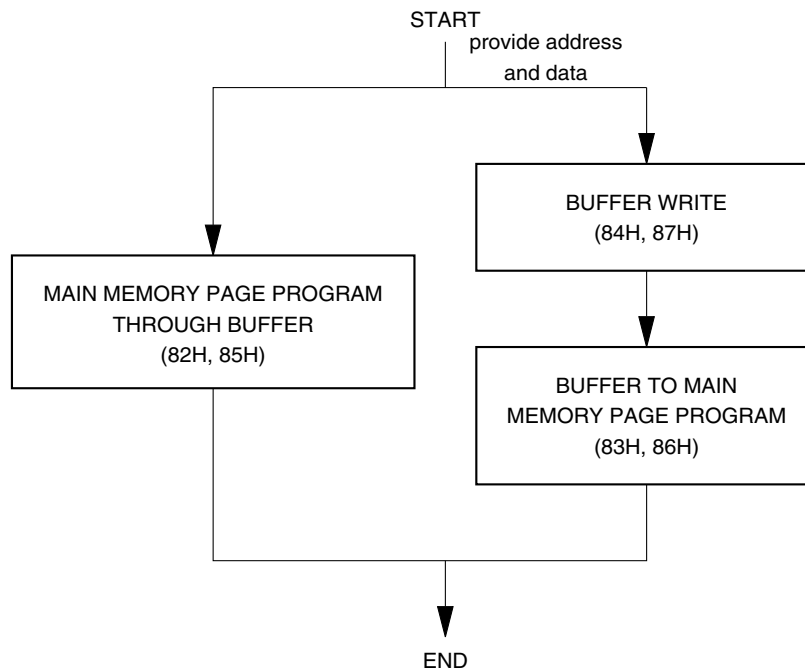 START
provide address
and data
BUFFER WRITE
(84H, 87H)
MAIN MEMORY PAGE PROGRAM
THROUGH BUFFER
(82H, 85H)
BUFFER TO MAIN
MEMORY PAGE PROGRAM
(83H, 86H)
END